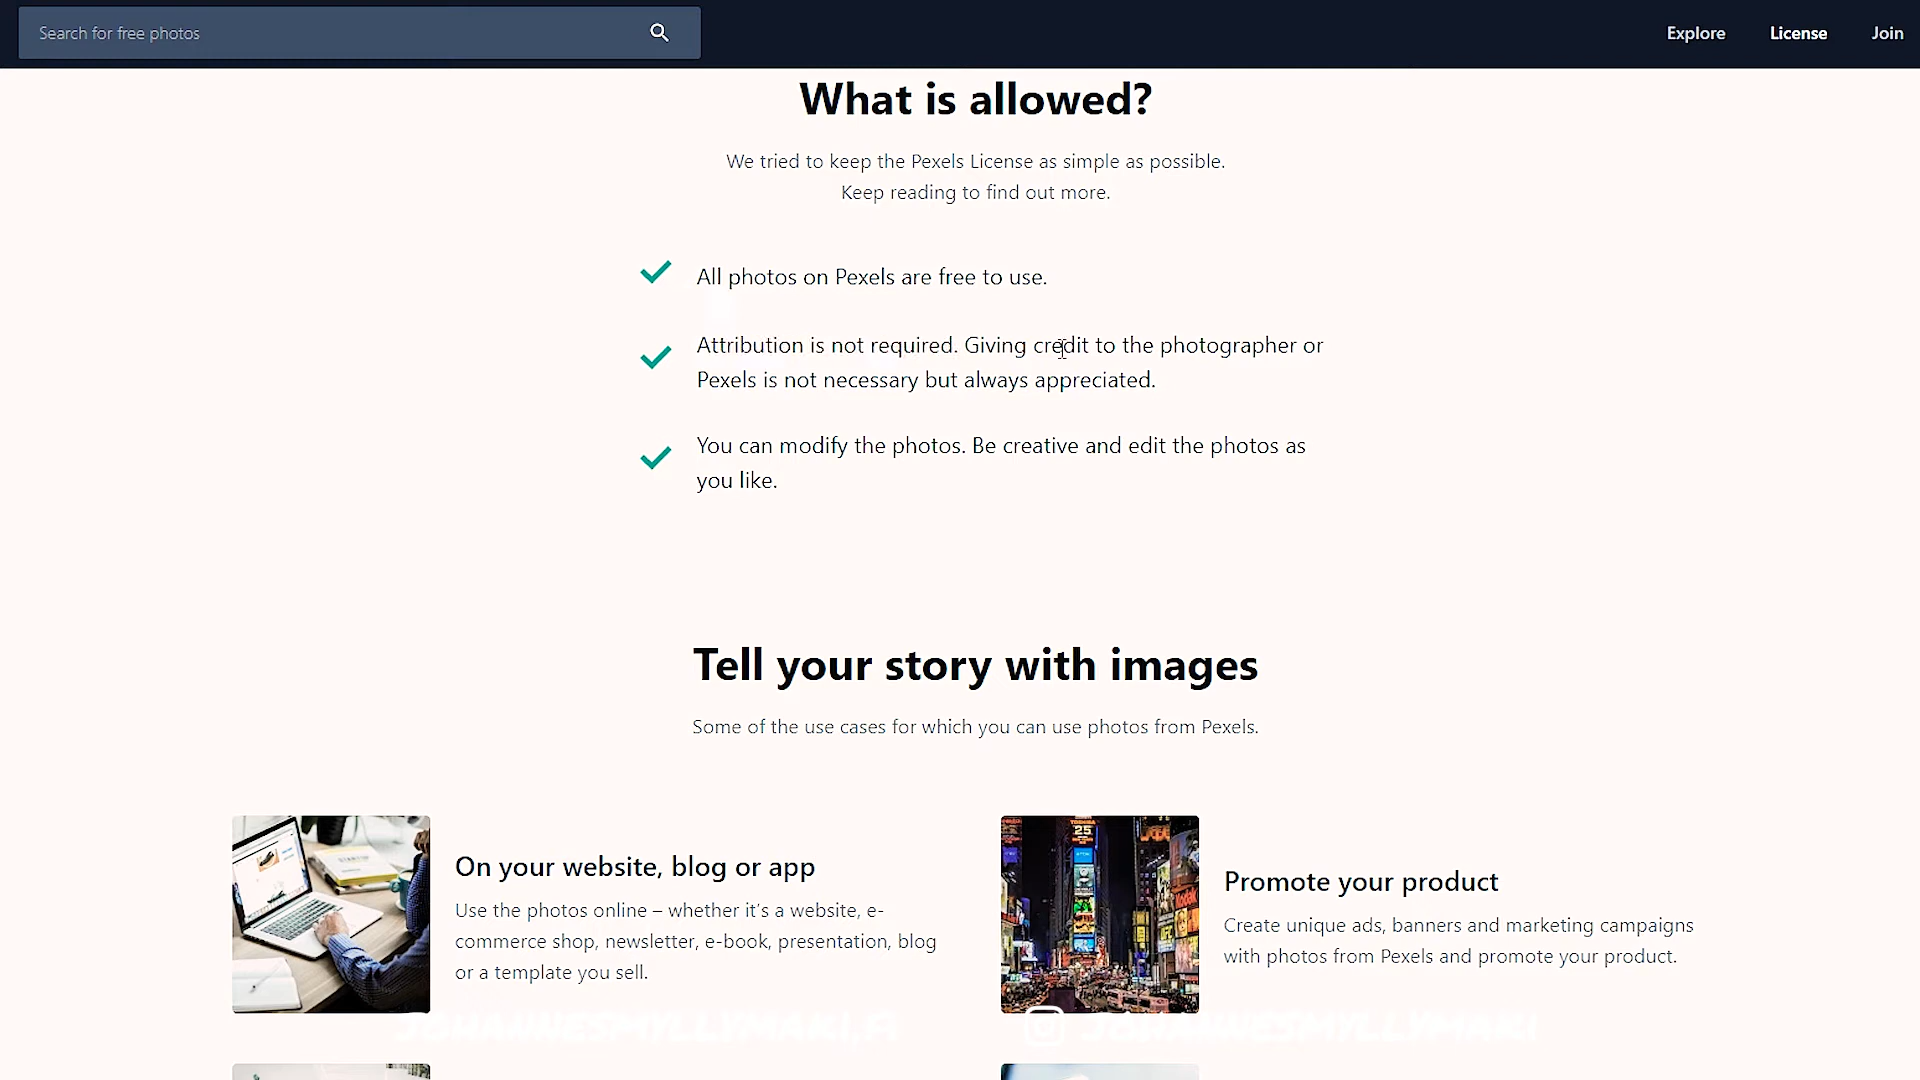 Search for free photos
Explore
License
Join
What is allowed?
We tried to keep the Pexels License as simple as possible.
Keep reading to find out more.
All photos on Pexels are free to use.
Attribution is not required. Giving credit to the photographer or
Pexels is not necessary but always appreciated.
You can modify the photos. Be creative and edit the photos as
you like.
Tell your story with images
Some of the use cases for which you can use photos from Pexels.
On your website, blog or app
Use the photos online – whether it's a website, e-
commerce shop, newsletter, e-book, presentation, blog
or a template you sell.
TOSHIBA
25
Kodak
Promote your product
Create unique ads, banners and marketing campaigns
with photos from Pexels and promote your product.
JOHANNESMYLLYMAKI.FI
JOHANNESMYLLYMAKI